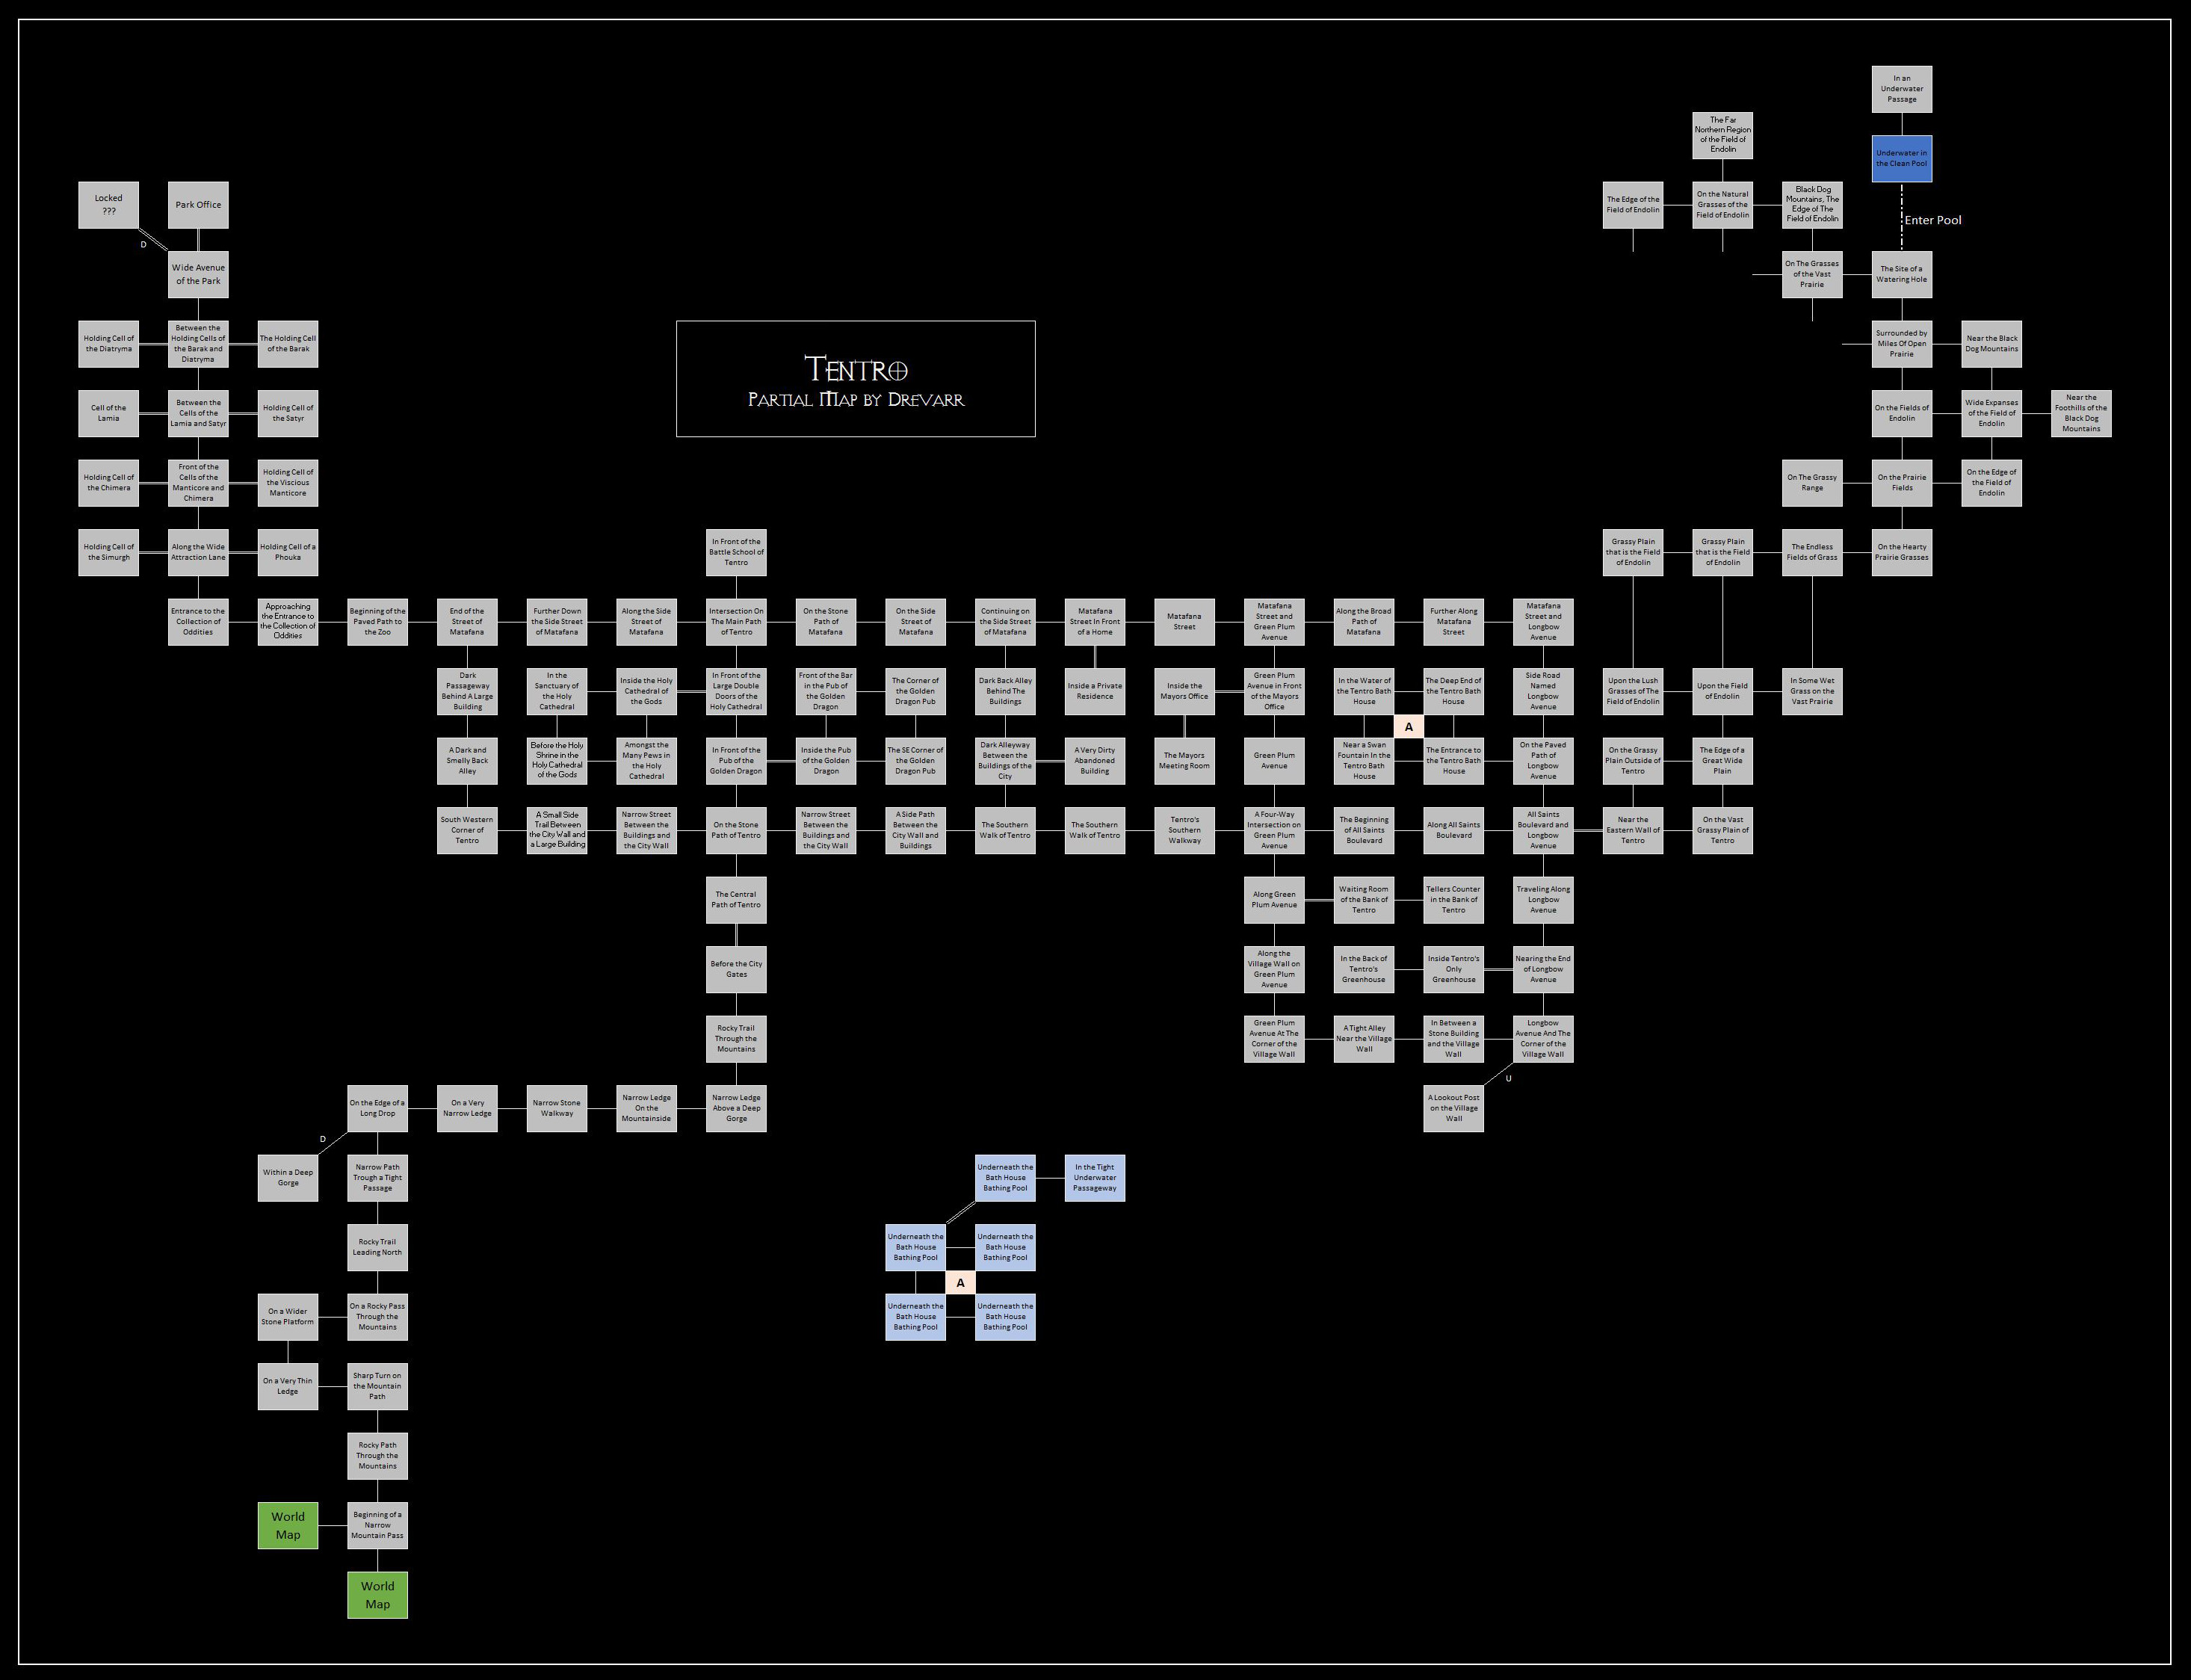 In an
Underwater
Passage
The Far
Northern Region
of the Field of
Endolin
Underwater in
the Clean Pool
Locked
???
Park Office
The Edge of the
Field of Endolin
On the Natural
Grasses of the
Field of Endolin
Black Dog
Mountains, The
Edge of The
Field of Endolin
Enter Pool
D
Wide Avenue
of the Park
On The Grasses
of the Vast
Prairie
The Site of a
Watering Hole
Holding Cell of
the Diatryma
Between the
Holding Cells of
the Barak and
Diatryma
The Holding Cell
of the Barak
Tentro
Partial Map by Drevarr
Surrounded by
Miles Of Open
Prairie
Near the Black
Dog Mountains
Cell of the
Lamia
Between the
Cells of the
Lamia and Satyr
Holding Cell of
the Satyr
On the Fields of
Endolin
Wide Expanses
of the Field of
Endolin
Near the
Foothills of the
Black Dog
Mountains
Holding Cell of
the Chimera
Front of the
Cells of the
Manticore and
Chimera
Holding Cell of
the Viscious
Manticore
On The Grassy
Range
On the Prairie
Fields
On the Edge of
the Field of
Endolin
Holding Cell of
the Simurgh
Along the Wide
Attraction Lane
Holding Cell of a
Phouka
In Front of the
Battle School of
Tentro
Grassy Plain
that is the Field
of Endolin
Grassy Plain
that is the Field
of Endolin
The Endless
Fields of Grass
On the Hearty
Prairie Grasses
Entrance to the
Collection of
Oddities
Approaching
the Entrance to
the Collection of
Oddities
Beginning of the
Paved Path to
the Zoo
End of the
Street of
Matafana
Further Down
the Side Street
of Matafana
Along the Side
Street of
Matafana
Intersection On
The Main Path
of Tentro
On the Stone
Path of
Matafana
On the Side
Street of
Matafana
Continuing on
the Side Street
of Matafana
Matafana
Street In Front
of a Home
Matafana
Street
Matafana
Street and
Green Plum
Avenue
Along the Broad
Path of
Matafana
Further Along
Matafana
Street
Matafana
Street and
Longbow
Avenue
Dark
Passageway
Behind A Large
Building
In the
Sanctuary of
the Holy
Cathedral
Inside the Holy
Cathedral of
the Gods
In Front of the
Large Double
Doors of the
Holy Cathedral
Front of the Bar
in the Pub of
the Golden
Dragon
The Corner of
the Golden
Dragon Pub
Dark Back Alley
Behind The
Buildings
Inside a Private
Residence
Inside the
Mayors Office
Green Plum
Avenue in Front
of the Mayors
Office
In the Water of
the Tentro Bath
House
The Deep End of
the Tentro Bath
House
Side Road
Named
Longbow
Avenue
Upon the Lush
Grasses of The
Field of Endolin
Upon the Field
of Endolin
In Some Wet
Grass on the
Vast Prairie
A
A Dark and
Smelly Back
Alley
Before the Holy
Shrine in the
Holy Cathedral
of the Gods
Amongst the
Many Pews in
the Holy
Cathedral
In Front of the
Pub of the
Golden Dragon
Inside the Pub
of the Golden
Dragon
The SE Corner of
the Golden
Dragon Pub
Dark Alleyway
Between the
Buildings of the
City
A Very Dirty
Abandoned
Building
The Mayors
Meeting Room
Green Plum
Avenue
Near a Swan
Fountain In the
Tentro Bath
House
The Entrance to
the Tentro Bath
House
On the Paved
Path of
Longbow
Avenue
On the Grassy
Plain Outside of
Tentro
The Edge of a
Great Wide
Plain
South Western
Corner of
Tentro
A Small Side
Trail Between
the City Wall and
a Large Building
Narrow Street
Between the
Buildings and
the City Wall
On the Stone
Path of Tentro
Narrow Street
Between the
Buildings and
the City Wall
A Side Path
Between the
City Wall and
Buildings
The Southern
Walk of Tentro
The Southern
Walk of Tentro
Tentro's
Southern
Walkway
A Four-Way
Intersection on
Green Plum
Avenue
The Beginning
of All Saints
Boulevard
Along All Saints
Boulevard
All Saints
Boulevard and
Longbow
Avenue
Near the
Eastern Wall of
Tentro
On the Vast
Grassy Plain of
Tentro
The Central
Path of Tentro
Along Green
Plum Avenue
Waiting Room
of the Bank of
Tentro
Tellers Counter
in the Bank of
Tentro
Traveling Along
Longbow
Avenue
Before the City
Gates
Along the
Village Wall on
Green Plum
Avenue
In the Back of
Tentro's
Greenhouse
Inside Tentro's
Only
Greenhouse
Nearing the End
of Longbow
Avenue
Rocky Trail
Through the
Mountains
Green Plum
Avenue At The
Corner of the
Village Wall
A Tight Alley
Near the Village
Wall
In Between a
Stone Building
and the Village
Wall
Longbow
Avenue And The
Corner of the
Village Wall
U
On the Edge of a
Long Drop
On a Very
Narrow Ledge
Narrow Stone
Walkway
Narrow Ledge
On the
Mountainside
Narrow Ledge
Above a Deep
Gorge
A Lookout Post
on the Village
Wall
D
Within a Deep
Gorge
Narrow Path
Trough a Tight
Passage
Underneath the
Bath House
Bathing Pool
In the Tight
Underwater
Passageway
Rocky Trail
Leading North
Underneath the
Bath House
Bathing Pool
Underneath the
Bath House
Bathing Pool
A
On a Wider
Stone Platform
On a Rocky Pass
Through the
Mountains
Underneath the
Bath House
Bathing Pool
Underneath the
Bath House
Bathing Pool
On a Very Thin
Ledge
Sharp Turn on
the Mountain
Path
Rocky Path
Through the
Mountains
World
Map
Beginning of a
Narrow
Mountain Pass
World
Map